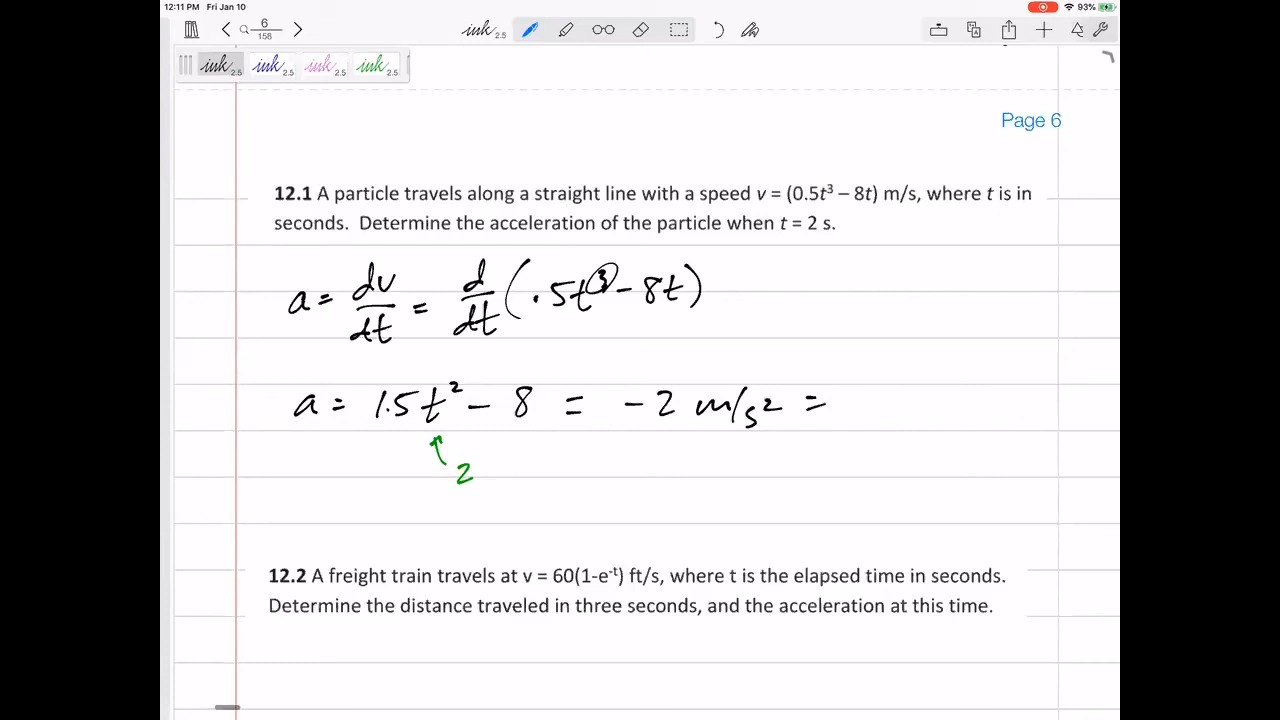 12:11 PM Fri Jan 10 93%
6
158
ink 2.5
ink 2.5 ink 2.5 ink 2.5 ink 2.5
Page 6
12.1 A particle travels along a straight line with a speed v = (0.5t³ – 8t) m/s, where t is in
seconds. Determine the acceleration of the particle when t = 2 s.
a = dv/dt = d/dt (.5t³ - 8t)
a = 1.5t² - 8 = -2 m/s² =
2
12.2 A freight train travels at v = 60(1-e⁻ᵗ) ft/s, where t is the elapsed time in seconds.
Determine the distance traveled in three seconds, and the acceleration at this time.